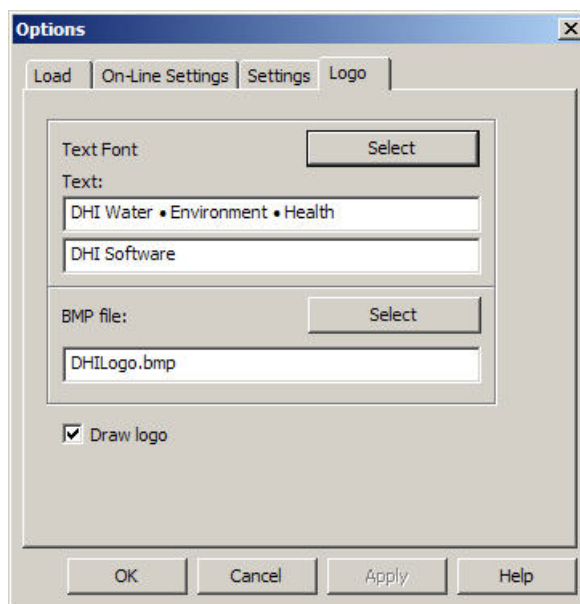 Options
Load On-Line Settings Settings Logo
Text Font Select
Text:
DHI Water • Environment • Health
DHI Software
BMP file: Select
DHILogo.bmp
Draw logo
OK Cancel Apply Help